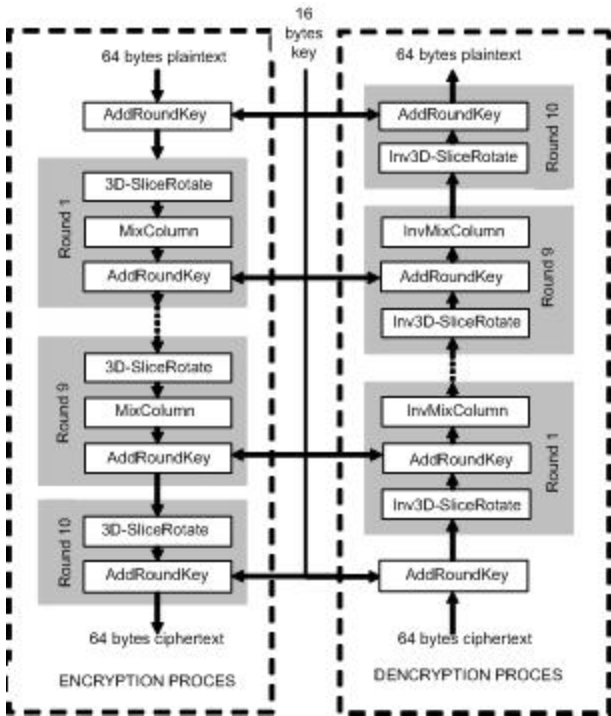 16
bytes
key
64 bytes plaintext
AddRoundKey
Round 1
3D-SliceRotate
MixColumn
AddRoundKey
Round 9
3D-SliceRotate
MixColumn
AddRoundKey
Round 10
3D-SliceRotate
AddRoundKey
64 bytes ciphertext
ENCRYPTION PROCES
64 bytes plaintext
AddRoundKey
Inv3D-SliceRotate
Round 10
InvMixColumn
AddRoundKey
Inv3D-SliceRotate
Round 9
InvMixColumn
AddRoundKey
Inv3D-SliceRotate
Round 1
AddRoundKey
64 bytes ciphertext
DENCRYPTION PROCES